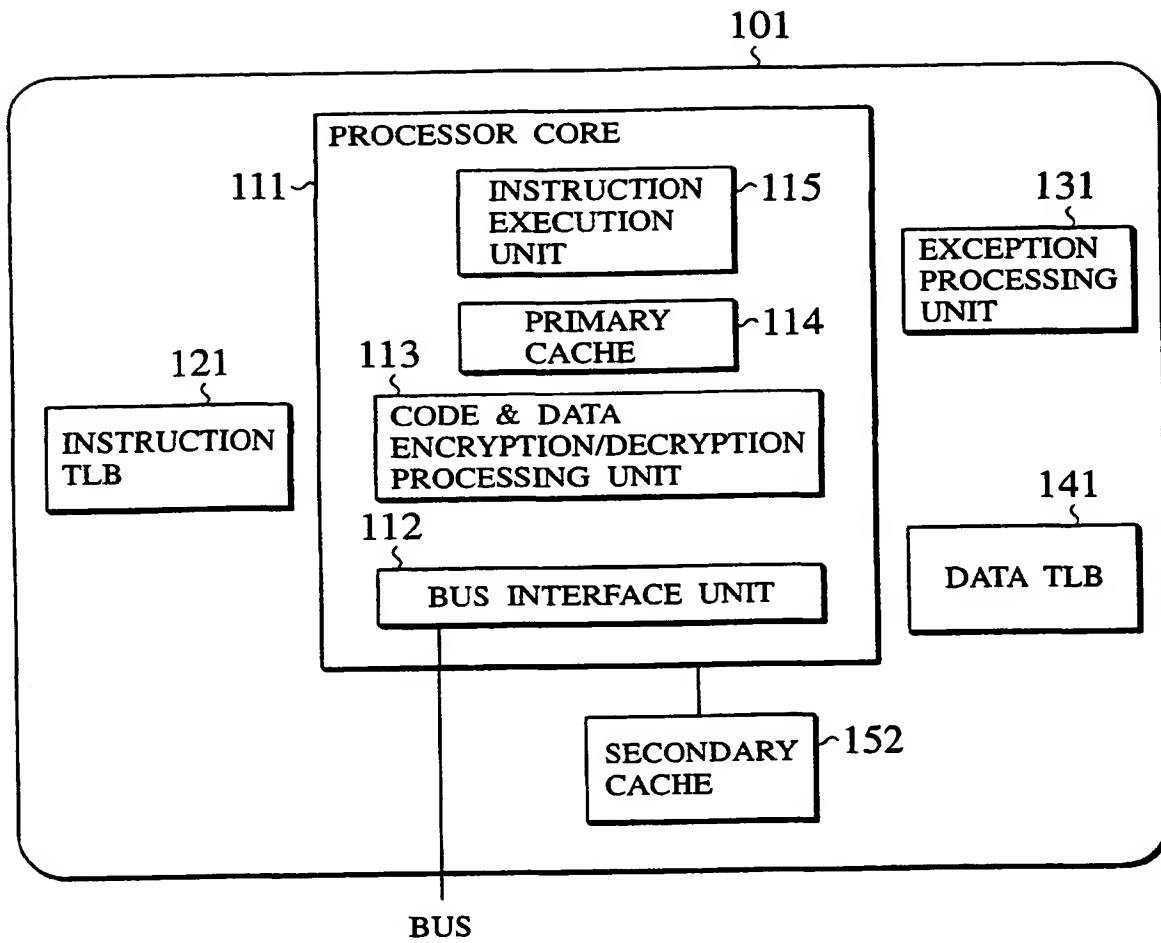 101
PROCESSOR CORE
111
INSTRUCTION
EXECUTION
UNIT
115
131
EXCEPTION
PROCESSING
UNIT
PRIMARY
CACHE
114
121
INSTRUCTION
TLB
113
CODE & DATA
ENCRYPTION/DECRYPTION
PROCESSING UNIT
141
DATA TLB
112
BUS INTERFACE UNIT
SECONDARY
CACHE
152
BUS